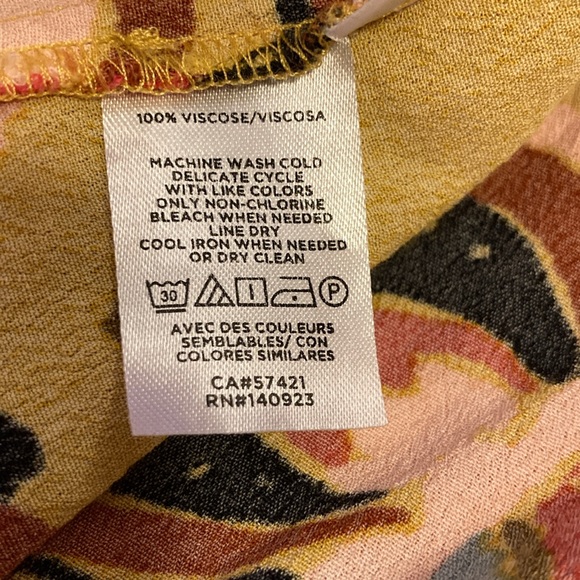 100% VISCOSE/VISCOSA
MACHINE WASH COLD
DELICATE CYCLE
WITH LIKE COLORS
ONLY NON-CHLORINE
BLEACH WHEN NEEDED
LINE DRY
COOL IRON WHEN NEEDED
OR DRY CLEAN
30 P
AVEC DES COULEURS
SEMBLABLES/ CON
COLORES SIMILARES
CA#57421
RN#140923